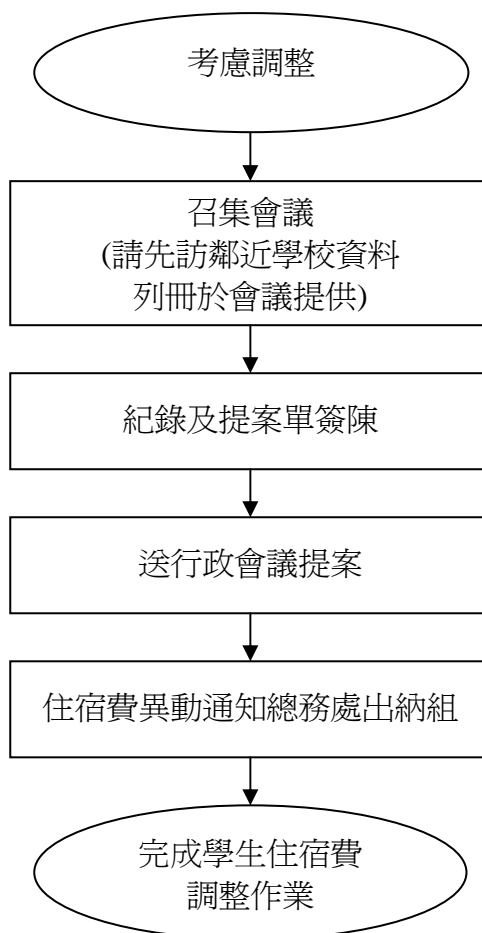 考慮調整
召集會議
(請先訪鄰近學校資料
列冊於會議提供)
紀錄及提案單簽陳
送行政會議提案
住宿費異動通知總務處出納組
完成學生住宿費
調整作業